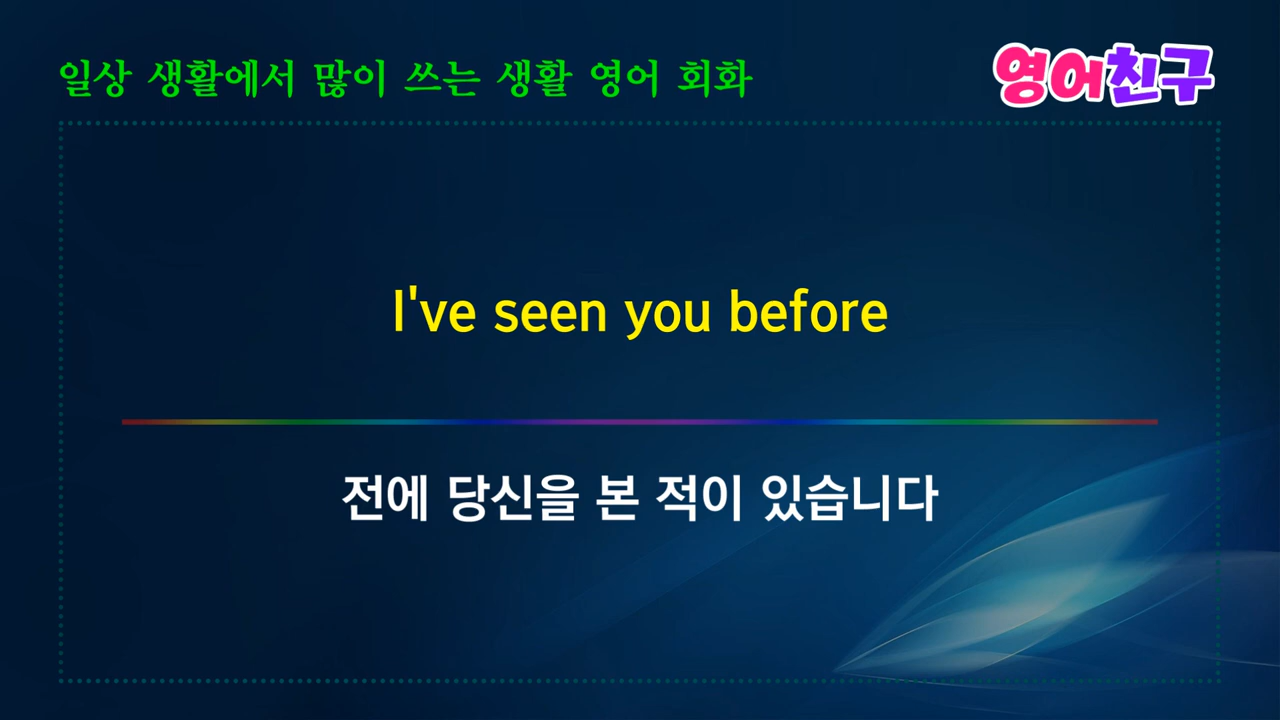 일상 생활에서 많이 쓰는 생활 영어 회화
영어친구
I've seen you before
전에 당신을 본 적이 있습니다